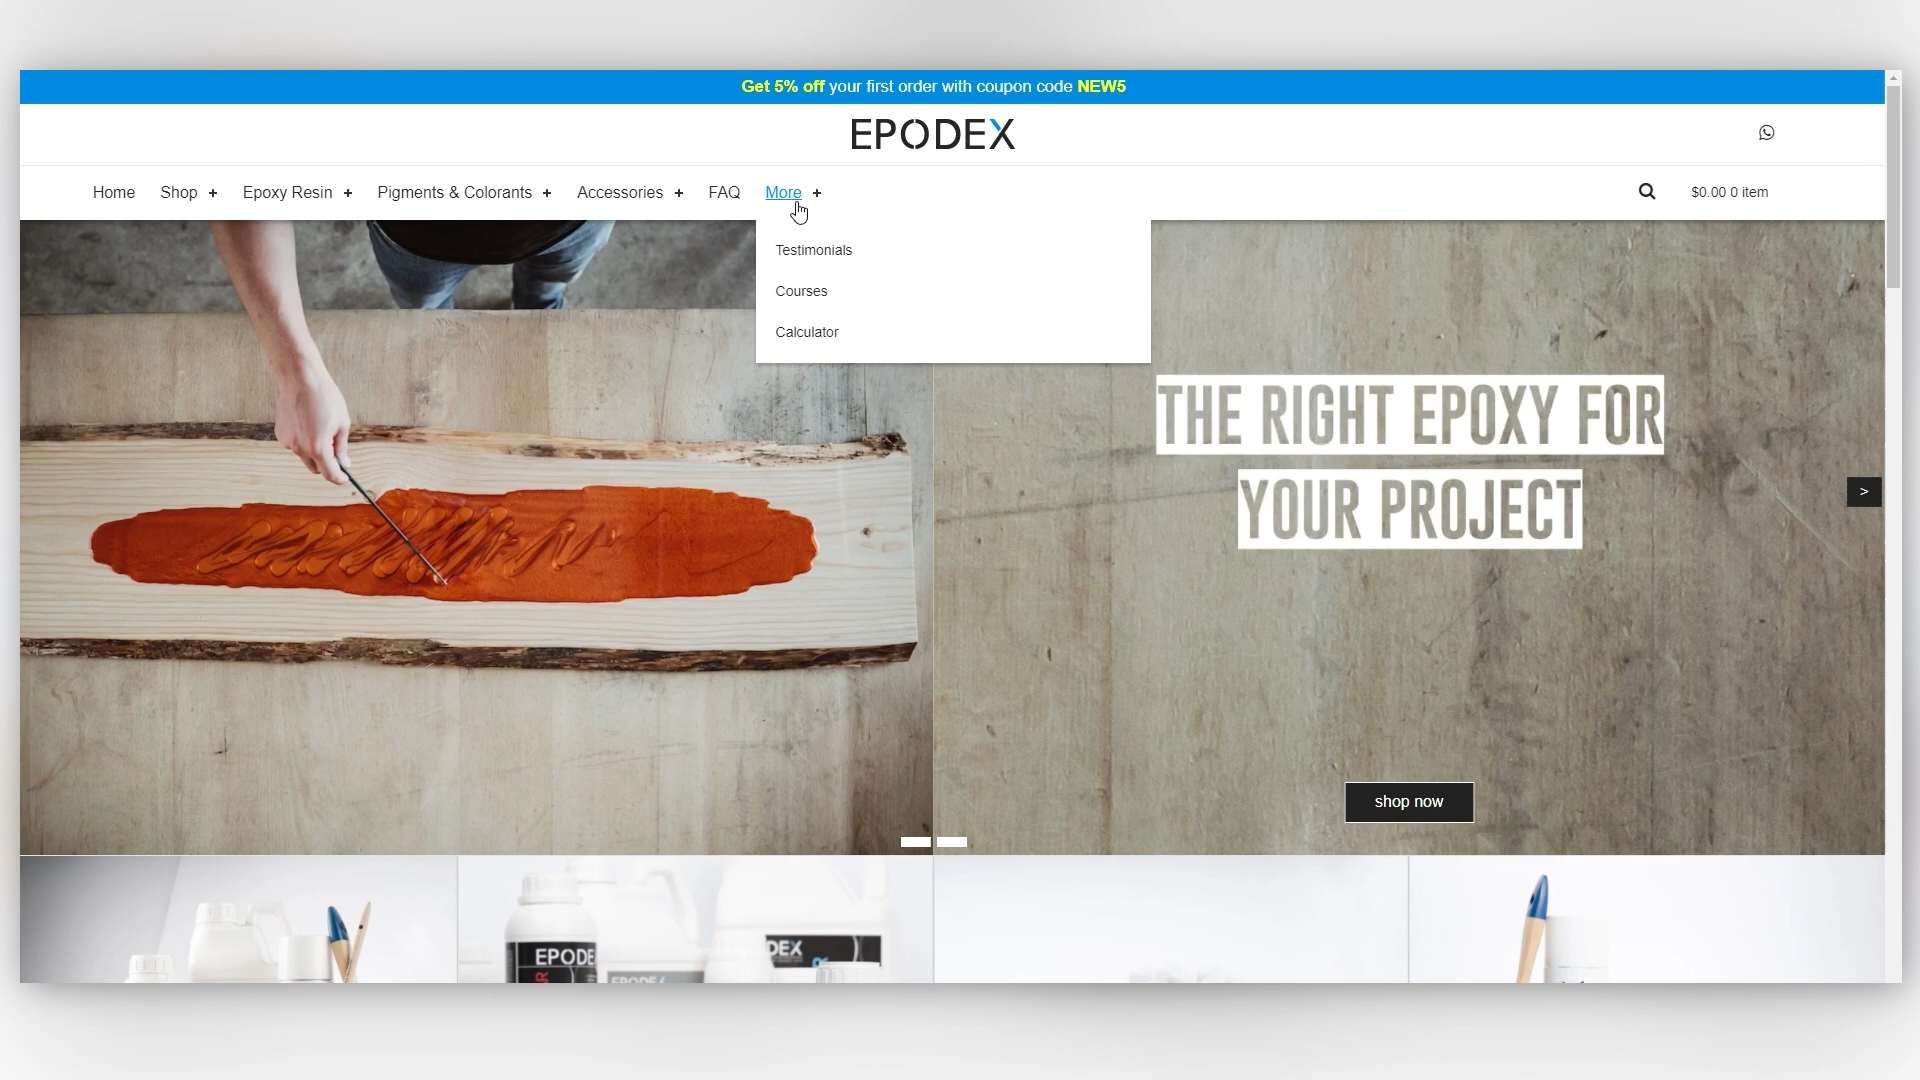 Get 5% off your first order with coupon code NEW5
EPODEX
Home Shop + Epoxy Resin + Pigments & Colorants + Accessories + FAQ More + $0.00 0 item
Testimonials
Courses
Calculator
THE RIGHT EPOXY FOR
YOUR PROJECT
>
shop now
EPODE
DEX